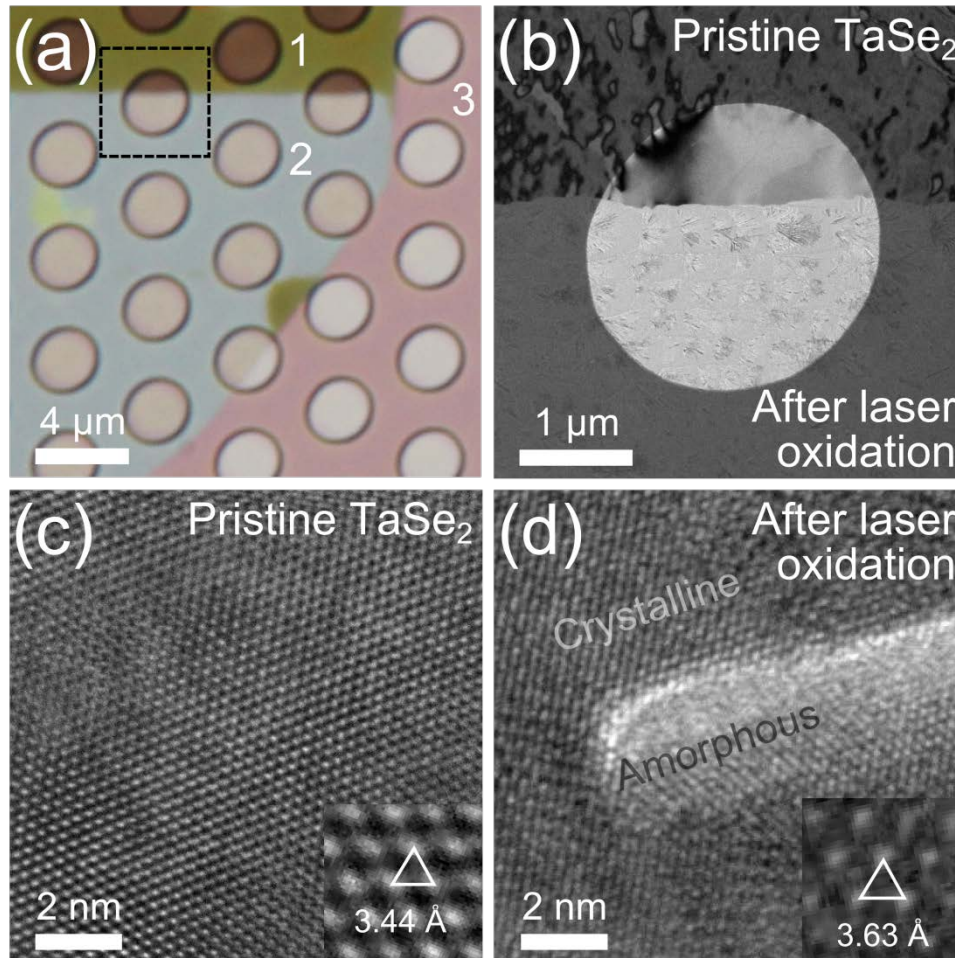 (a)
1
2
3
4 μm
(b)
Pristine TaSe₂
After laser
oxidation
1 μm
(c)
Pristine TaSe₂
2 nm
3.44 Å
(d)
After laser
oxidation
Crystalline
Amorphous
2 nm
3.63 Å